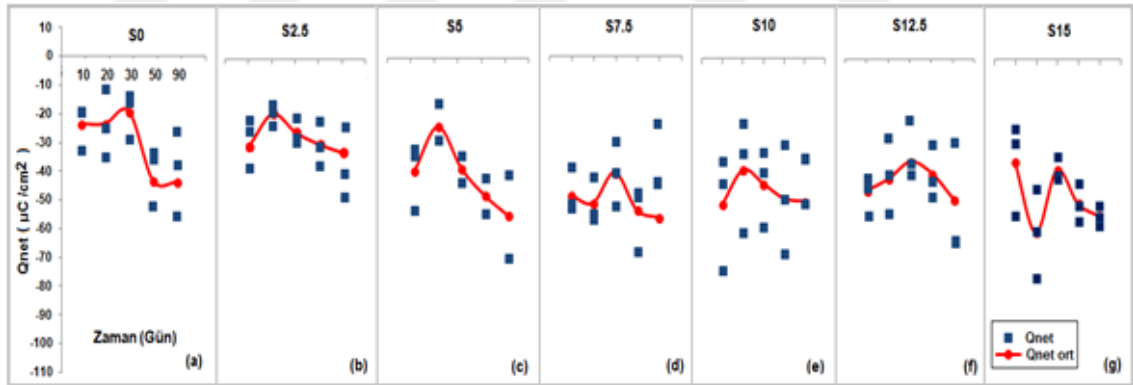 S0 S2.5 S5 S7.5 S10 S12.5 S15
10
0
-10
-20
-30
-40
-50
-60
-70
-80
-90
-100
-110
Qnet ( µC /cm2 )
10 20 30 50 90
Zaman (Gün)
(a) (b) (c) (d) (e) (f) (g)
Qnet
Qnet ort